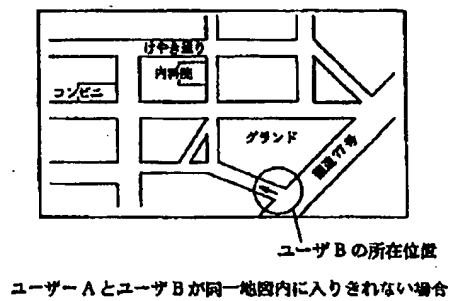 けやき通り
内科院
コンビニ
グランド
国道77号
ユーザBの所在位置
ユーザーAとユーザBが同一地図内に入りきれない場合